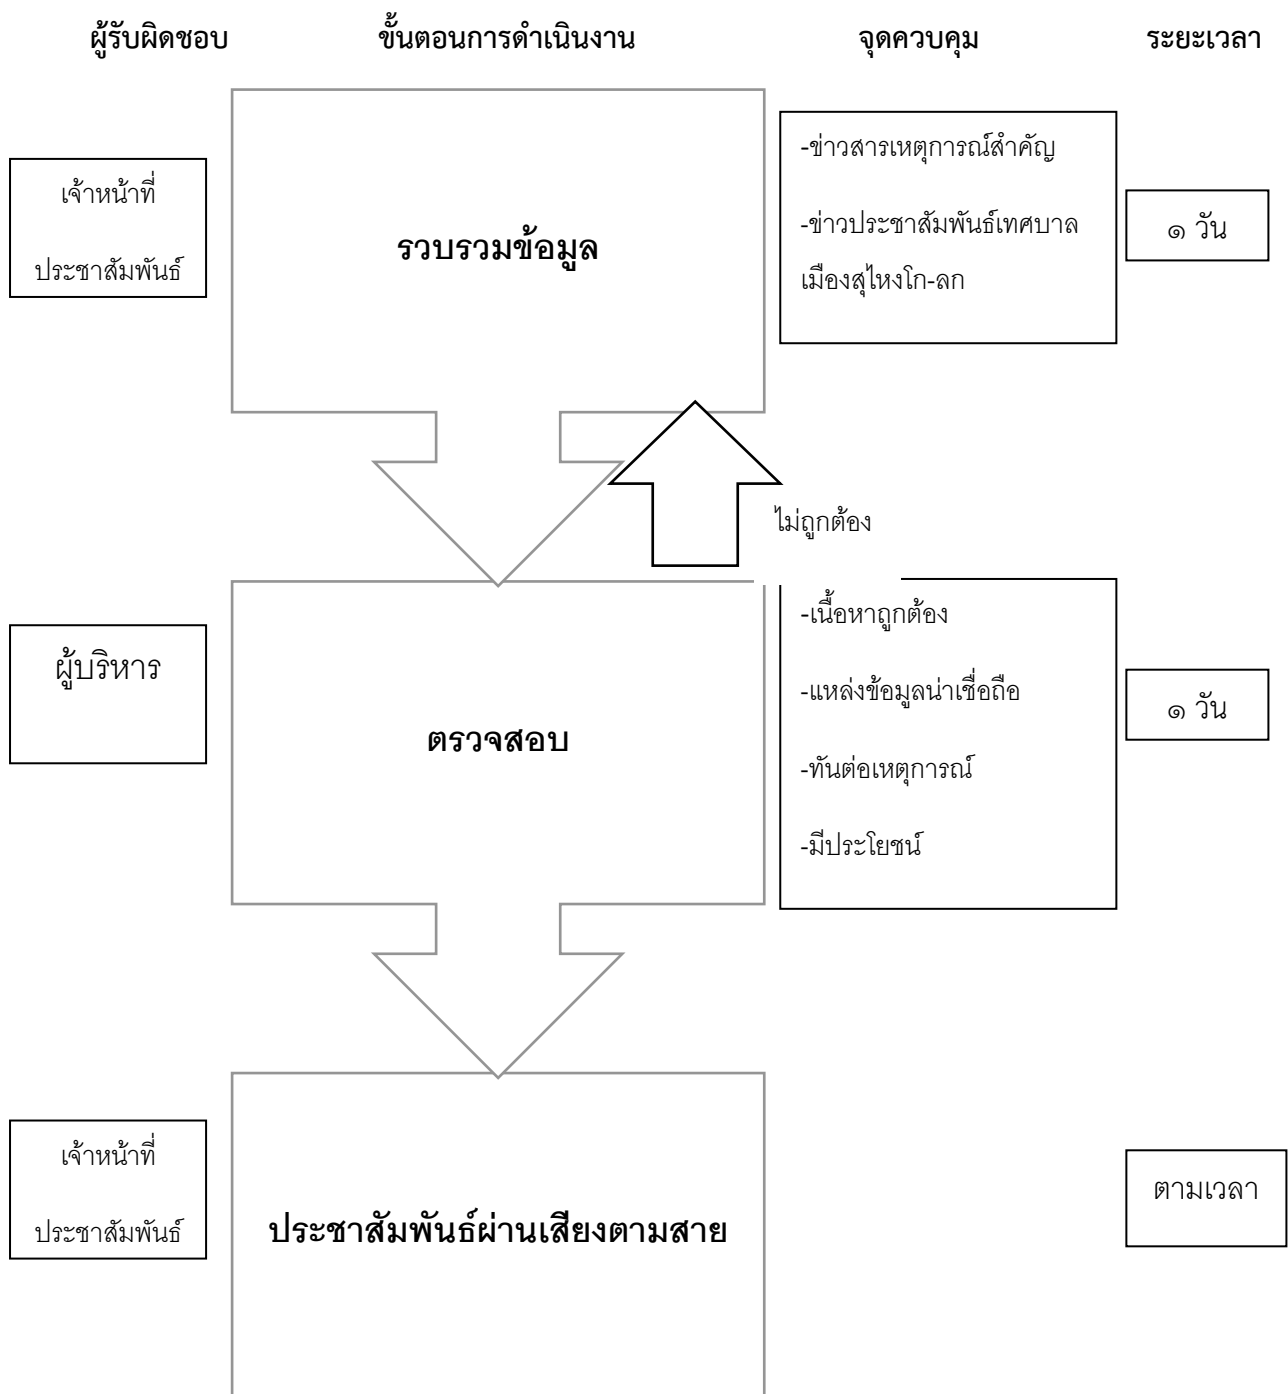 ผู้รับผิดชอบ ขั้นตอนการดำเนินงาน จุดควบคุม ระยะเวลา
เจ้าหน้าที่
ประชาสัมพันธ์
รวบรวมข้อมูล
-ข่าวสารเหตุการณ์สำคัญ
-ข่าวประชาสัมพันธ์เทศบาล
เมืองสุไหงโก-ลก
๑ วัน
ไม่ถูกต้อง
ผู้บริหาร
ตรวจสอบ
-เนื้อหาถูกต้อง
-แหล่งข้อมูลน่าเชื่อถือ
-ทันต่อเหตุการณ์
-มีประโยชน์
๑ วัน
เจ้าหน้าที่
ประชาสัมพันธ์
ประชาสัมพันธ์ผ่านเสียงตามสาย
ตามเวลา